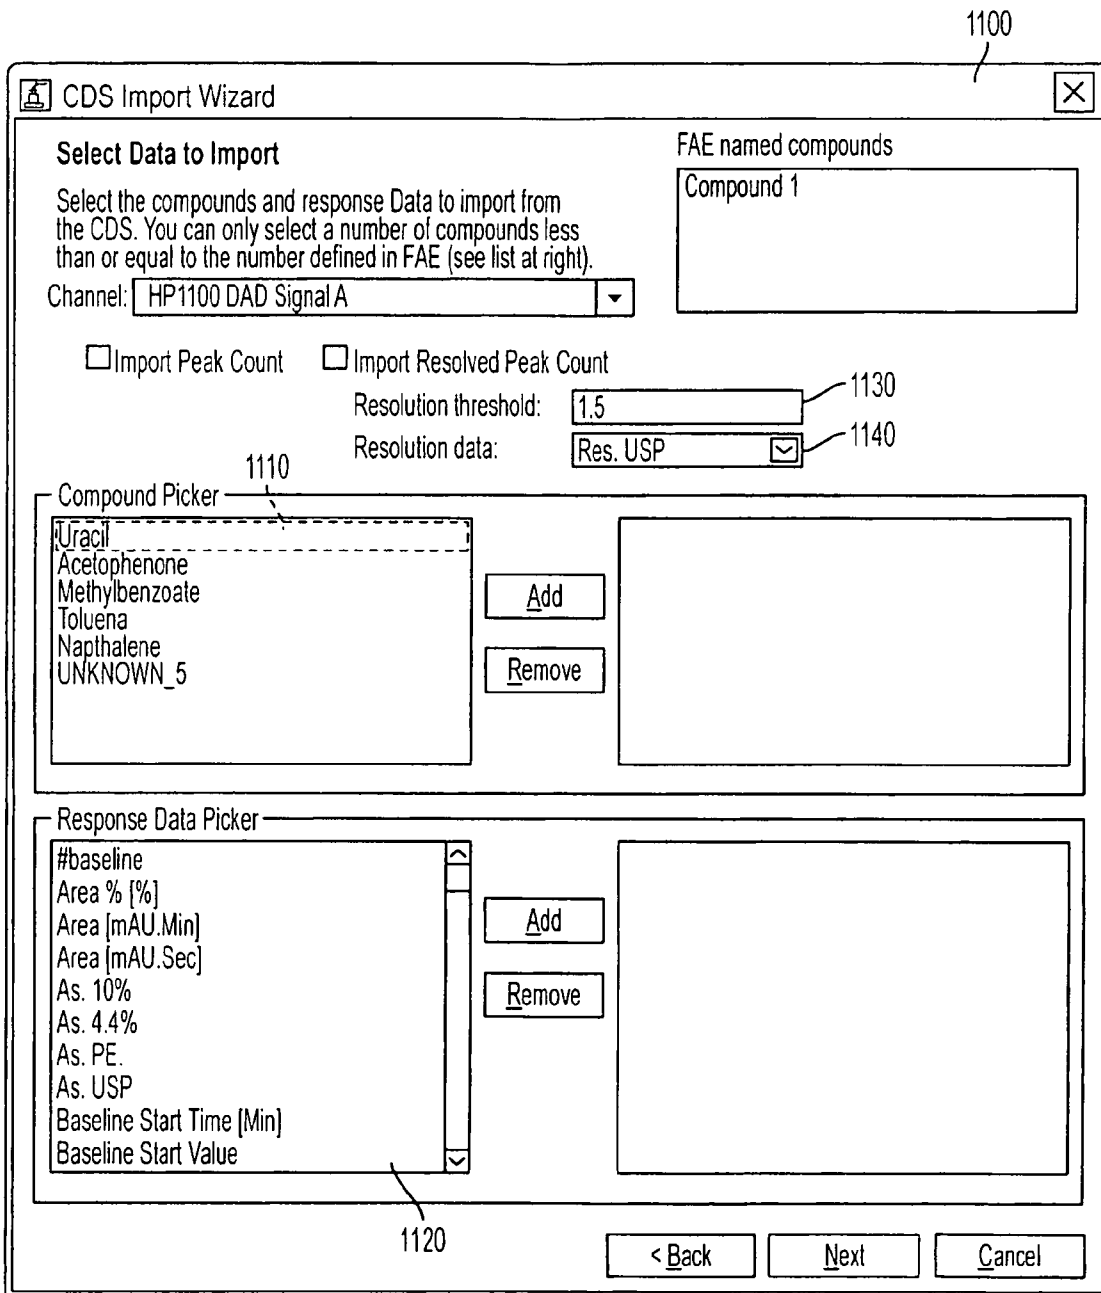 1100
CDS Import Wizard
Select Data to Import
Select the compounds and response Data to import from
the CDS. You can only select a number of compounds less
than or equal to the number defined in FAE (see list at right).
FAE named compounds
Compound 1
Channel: HP1100 DAD Signal A
Import Peak Count Import Resolved Peak Count
Resolution threshold: 1.5 1130
Resolution data: Res. USP 1140
1110
Compound Picker
Uracil
Acetophenone
Methylbenzoate
Toluena
Napthalene
UNKNOWN_5
Add
Remove
Response Data Picker
#baseline
Area % [%]
Area [mAU.Min]
Area [mAU.Sec]
As. 10%
As. 4.4%
As. PE.
As. USP
Baseline Start Time [Min]
Baseline Start Value
Add
Remove
1120
< Back Next Cancel